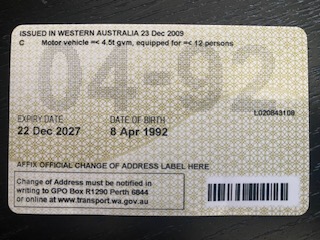 ISSUED IN WESTERN AUSTRALIA 23 Dec 2009
C Motor vehicle =< 4.5t gvm, equipped for =< 12 persons
04-92
L020843109
EXPIRY DATE DATE OF BIRTH
22 Dec 2027 8 Apr 1992
AFFIX OFFICIAL CHANGE OF ADDRESS LABEL HERE
Change of Address must be notified in
writing to GPO Box R1290 Perth 6844
or online at www.transport.wa.gov.au